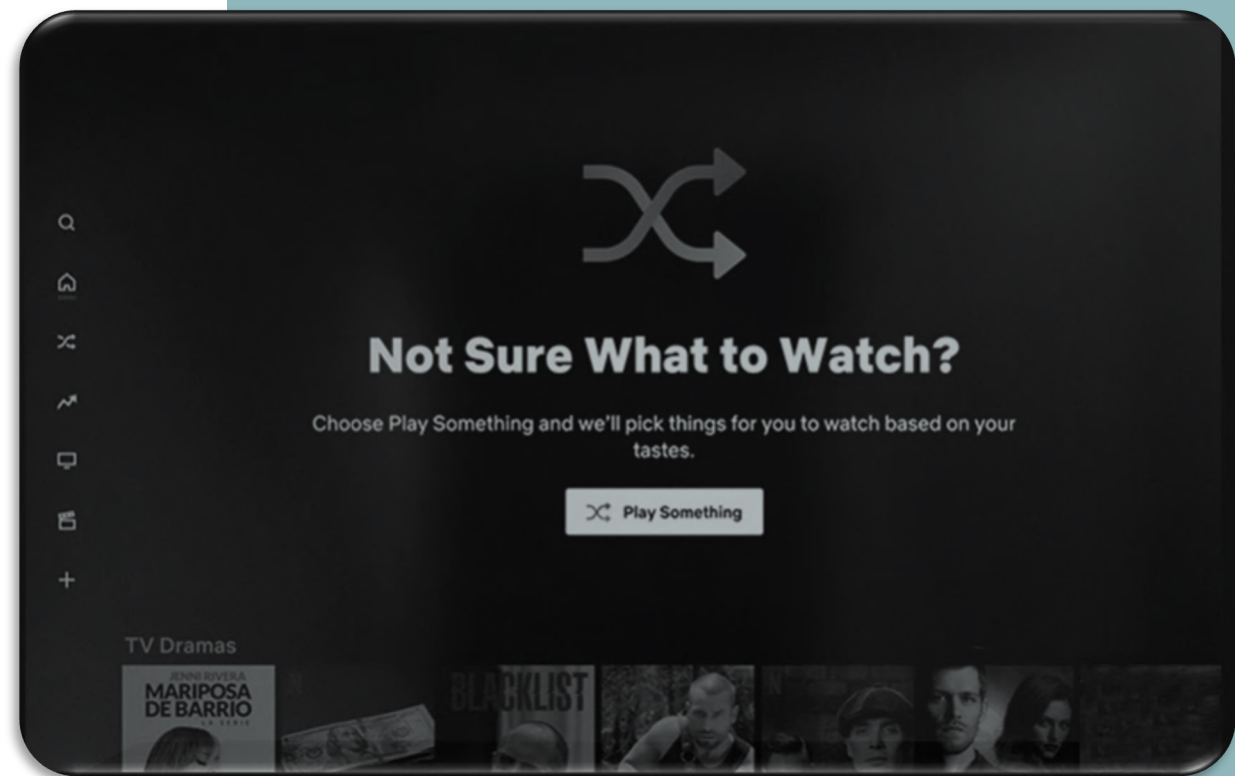 Not Sure What to Watch?
Choose Play Something and we'll pick things for you to watch based on your
tastes.
Play Something
TV Dramas
JENNI RIVERA
MARIPOSA
DE BARRIO
LA SERIE
N
BLACKLIST
N